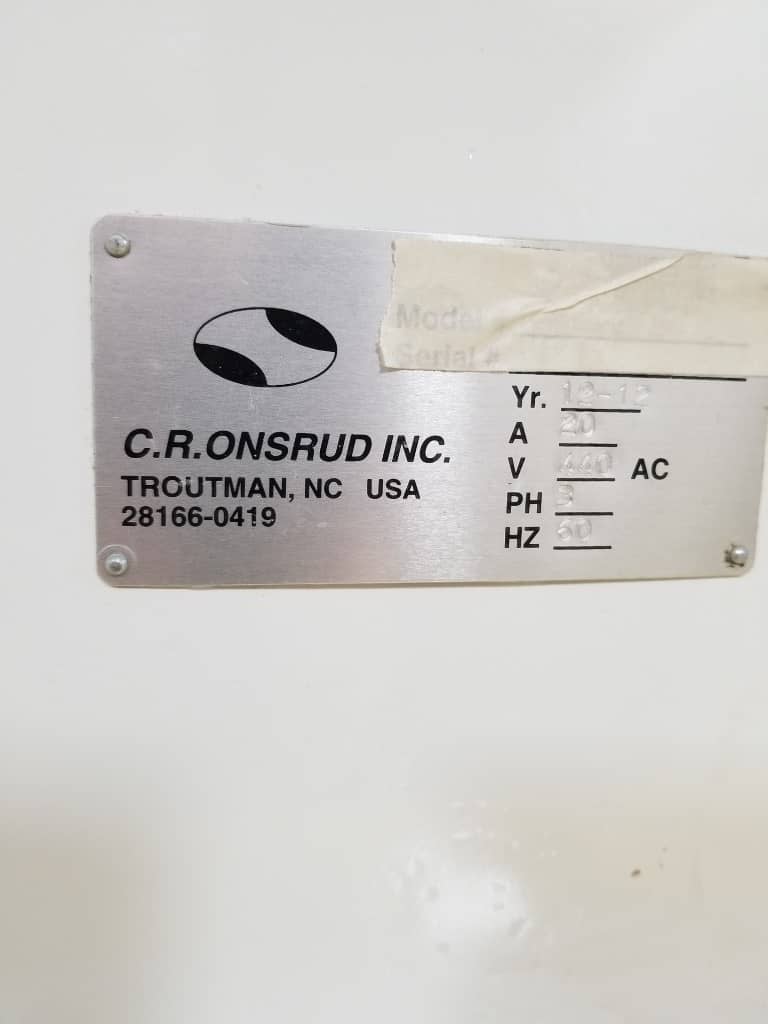 Model
Serial #
Yr. 12-12
A 20
V 440 AC
PH 3
HZ 60
C.R.ONSRUD INC.
TROUTMAN, NC USA
28166-0419